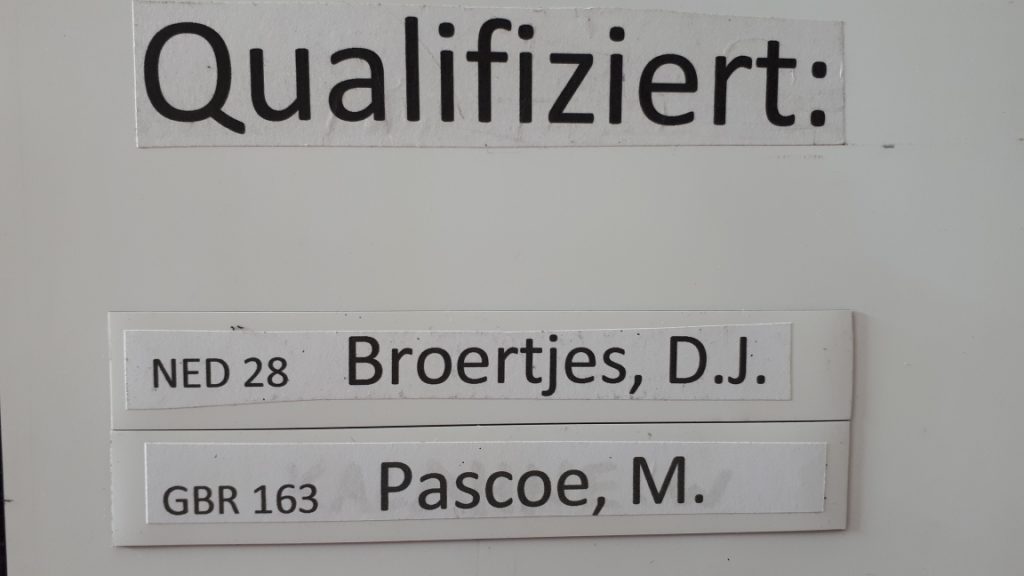 Qualifiziert:
NED 28 Broertjes, D.J.
GBR 163 Pascoe, M.